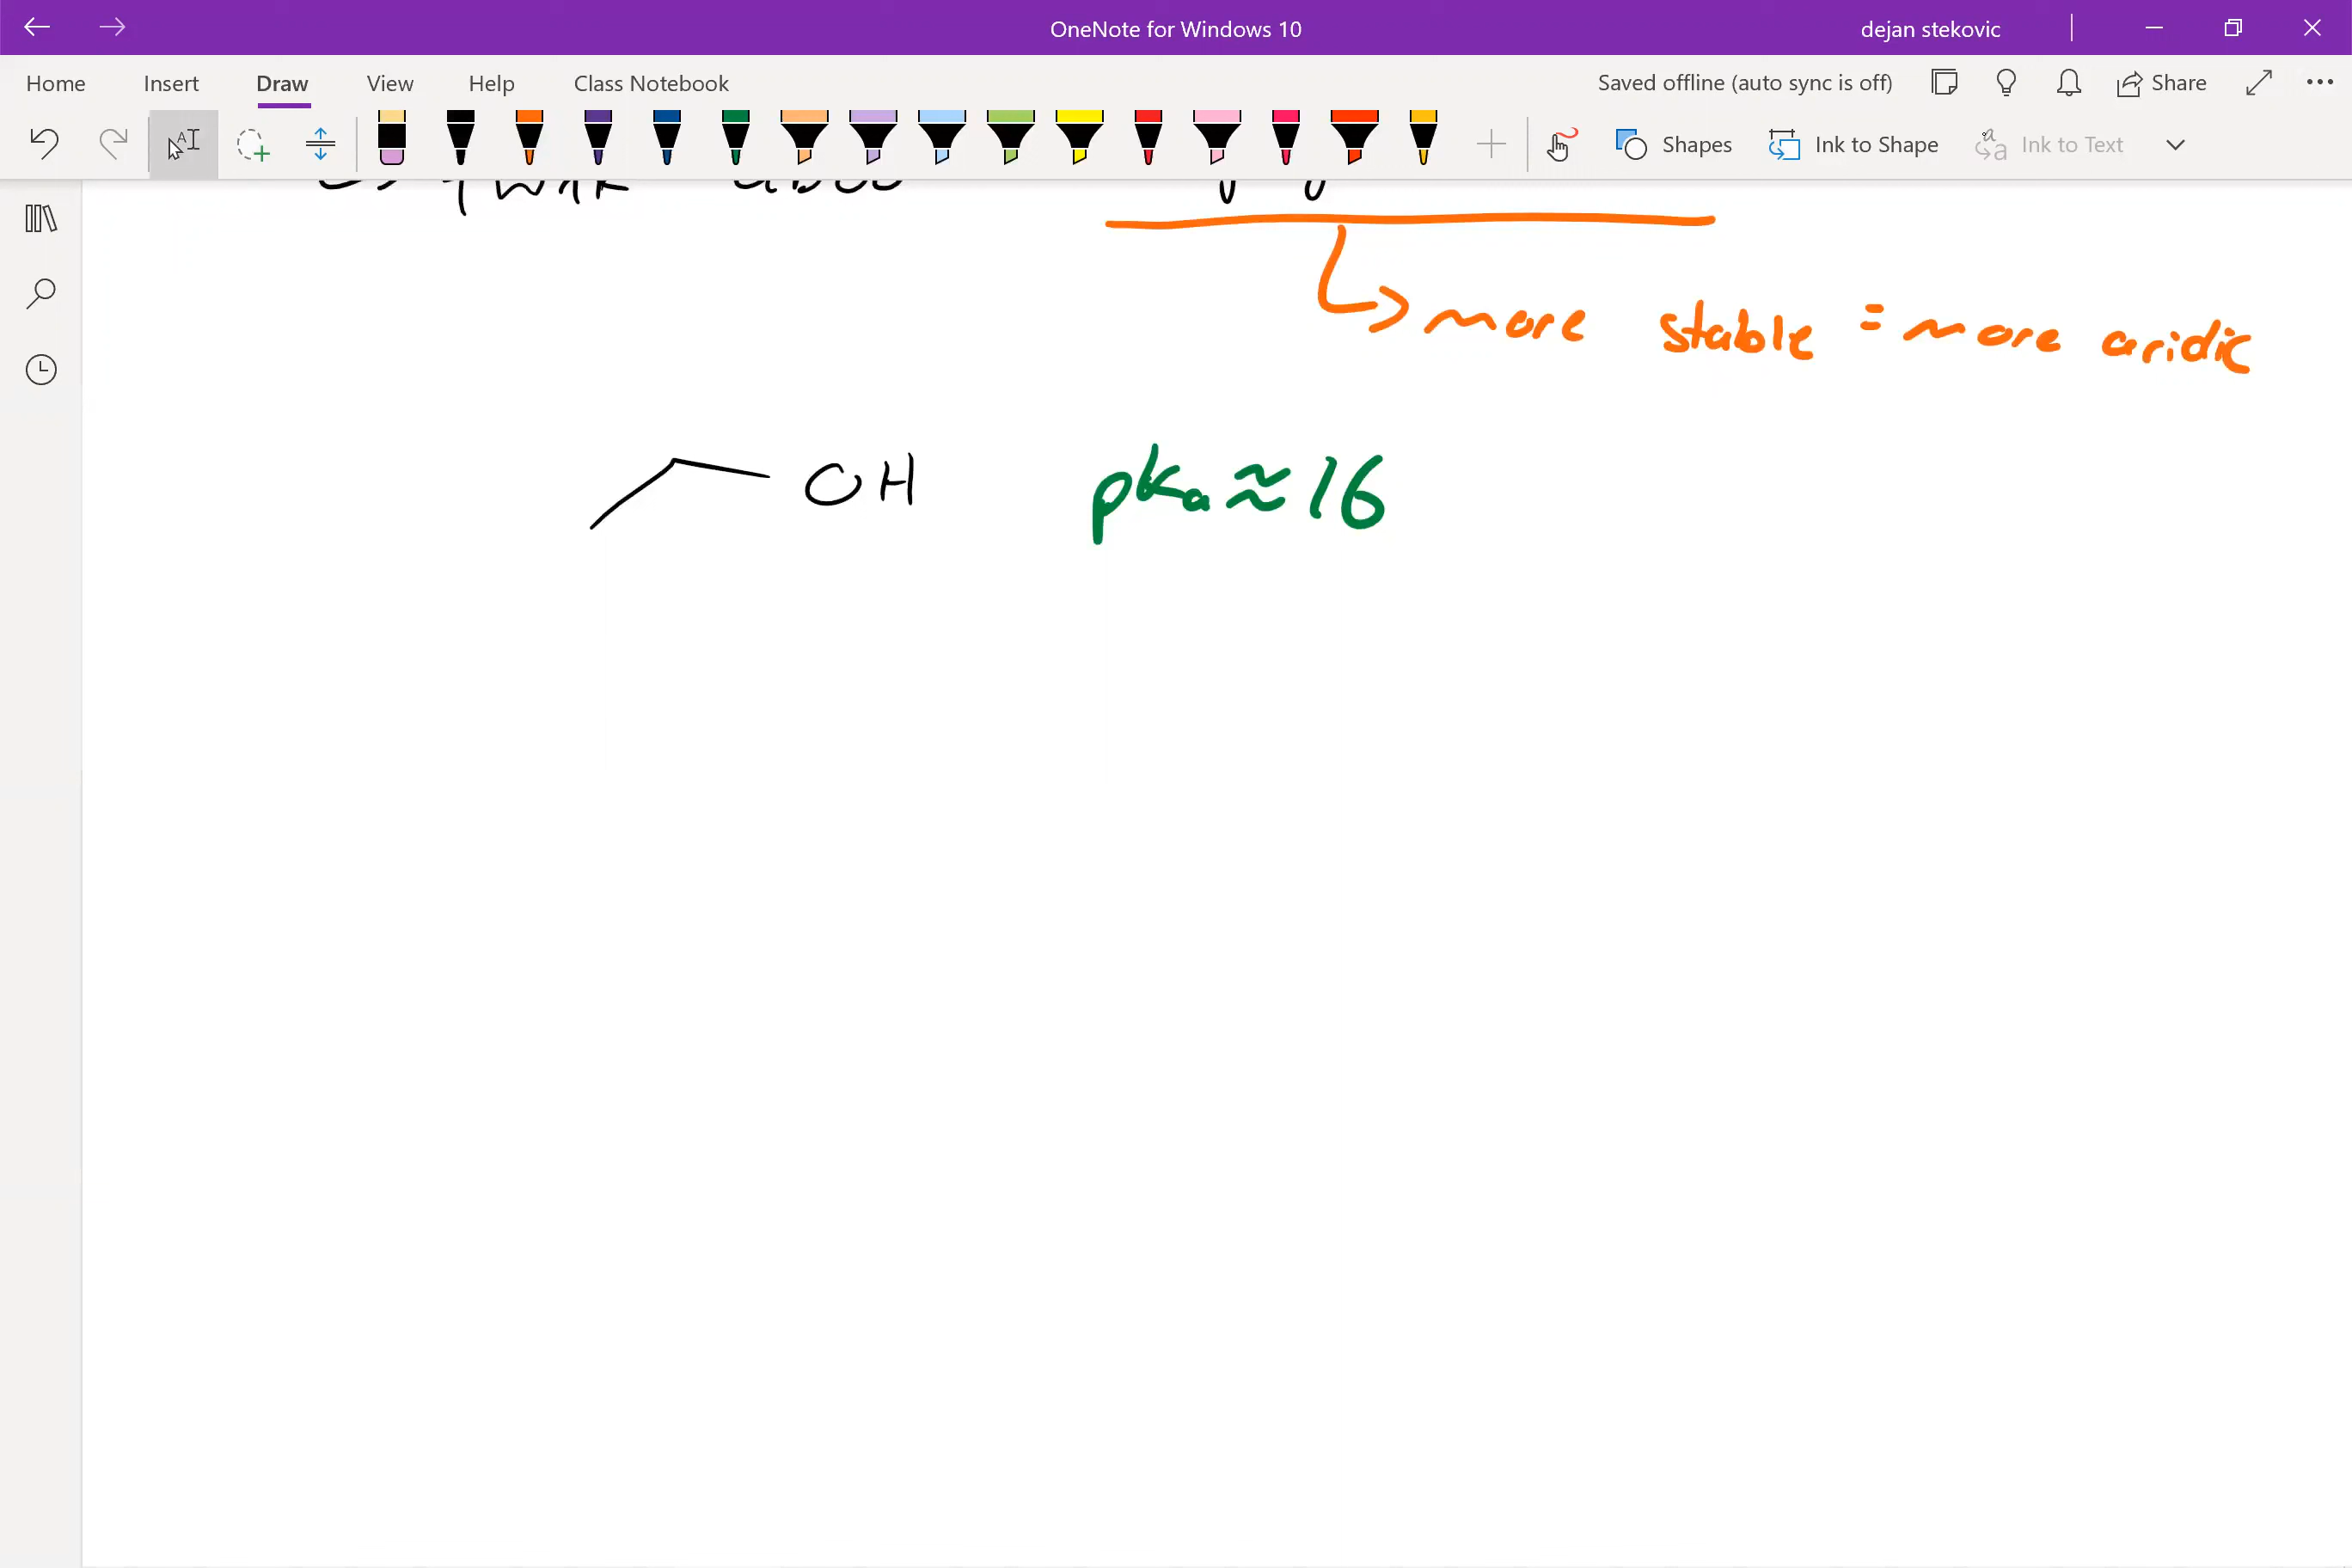 OneNote for Windows 10
dejan stekovic
Home Insert Draw View Help Class Notebook
Saved offline (auto sync is off) Share
Shapes Ink to Shape Ink to Text
more stable = more acidic
OH pka ≈ 16